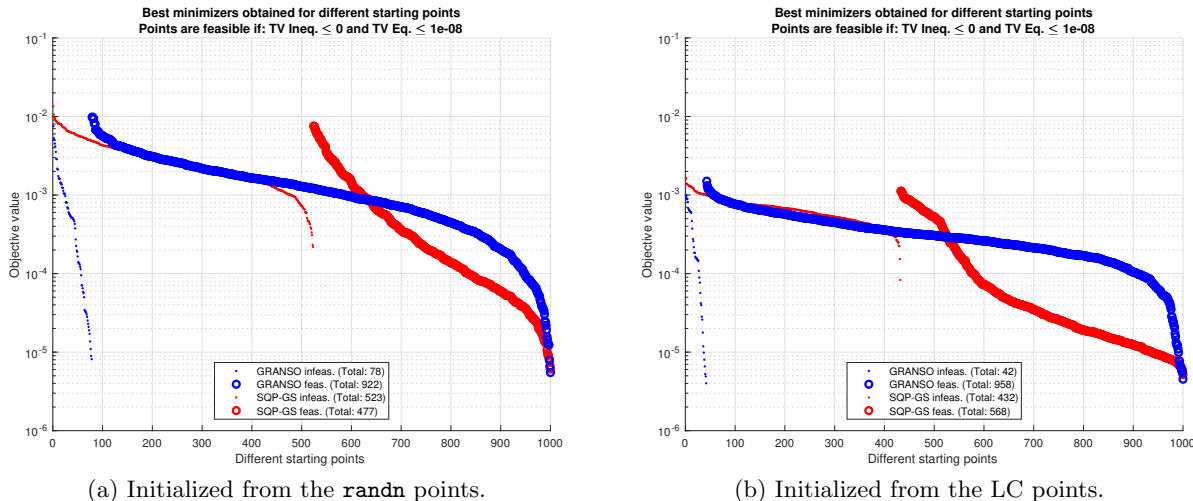 Best minimizers obtained for different starting points
Points are feasible if: TV Ineq. ≤ 0 and TV Eq. ≤ 1e-08
10^-1
10^-2
10^-3
10^-4
10^-5
10^-6
Objective value
0 100 200 300 400 500 600 700 800 900 1000
Different starting points
GRANSO infeas. (Total: 78)
GRANSO feas. (Total: 922)
SQP-GS infeas. (Total: 523)
SQP-GS feas. (Total: 477)
(a) Initialized from the randn points.
Best minimizers obtained for different starting points
Points are feasible if: TV Ineq. ≤ 0 and TV Eq. ≤ 1e-08
10^-1
10^-2
10^-3
10^-4
10^-5
10^-6
Objective value
0 100 200 300 400 500 600 700 800 900 1000
Different starting points
GRANSO infeas. (Total: 42)
GRANSO feas. (Total: 958)
SQP-GS infeas. (Total: 432)
SQP-GS feas. (Total: 568)
(b) Initialized from the LC points.